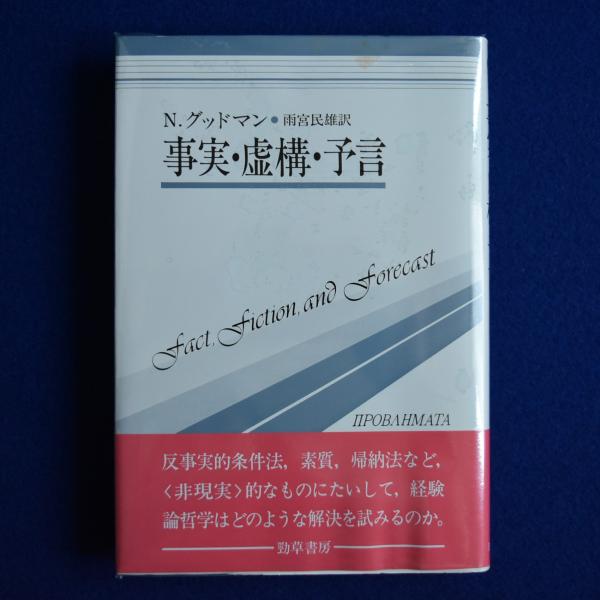 N.グッドマン●雨宮民雄訳
事実・虚構・予言
Fact, Fiction, and Forecast
ΠΡΟΒΛΗΜΑΤΑ
反事実的条件法，素質，帰納法など，
〈非現実〉的なものにたいして，経験
論哲学はどのような解決を試みるのか。
勁草書房